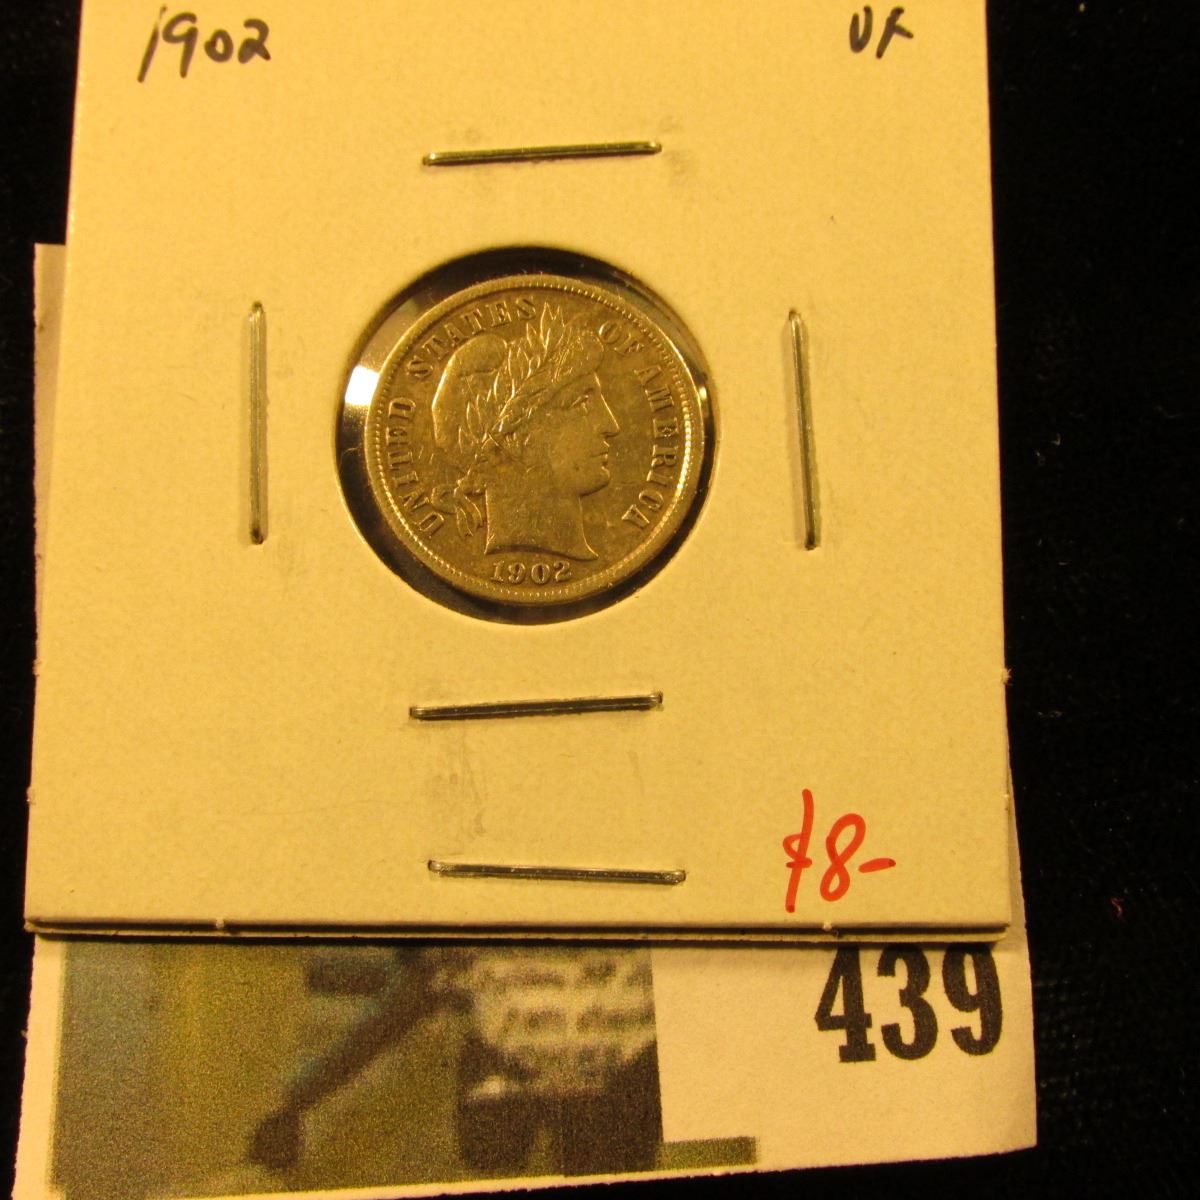 1902 VF
UNITED STATES OF AMERICA
1902
$8-
439